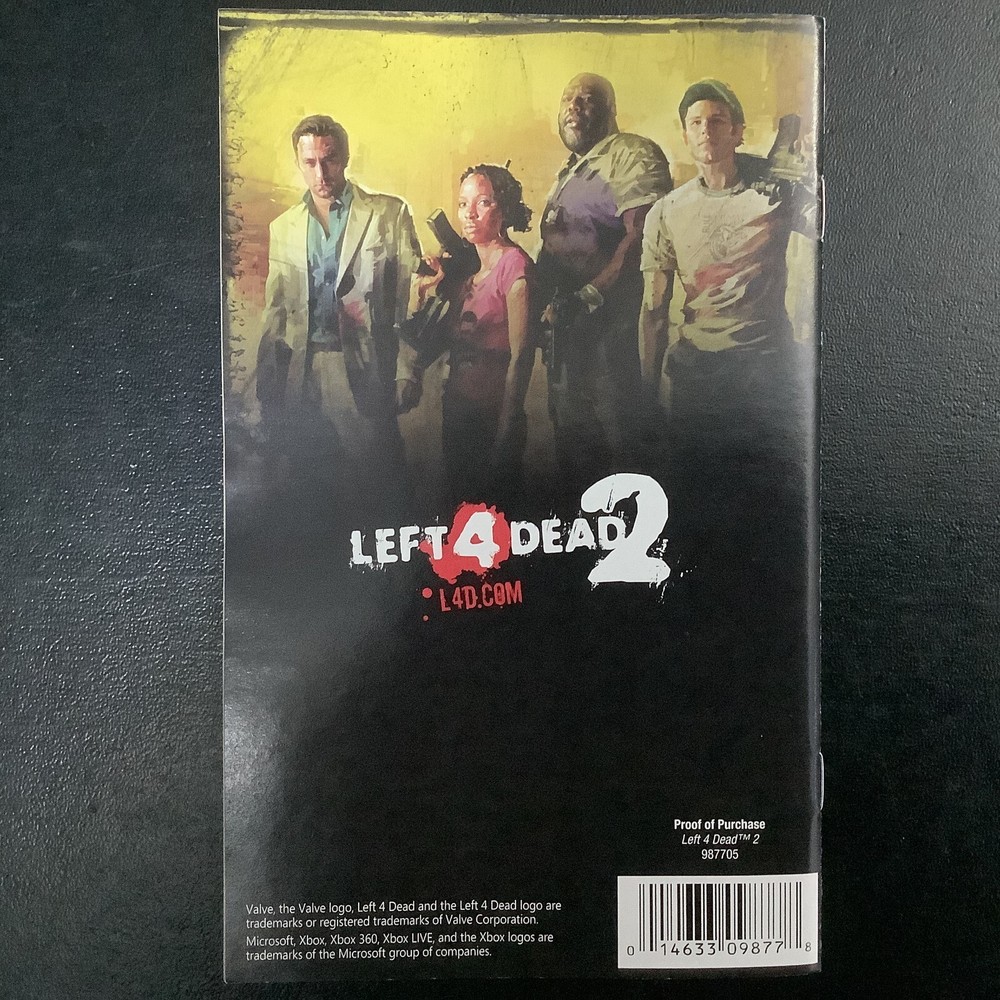 LEFT 4 DEAD 2
L4D.COM
Proof of Purchase
Left 4 Dead™ 2
987705
Valve, the Valve logo, Left 4 Dead and the Left 4 Dead logo are
trademarks or registered trademarks of Valve Corporation.
Microsoft, Xbox, Xbox 360, Xbox LIVE, and the Xbox logos are
trademarks of the Microsoft group of companies.
0 14633 09877 8